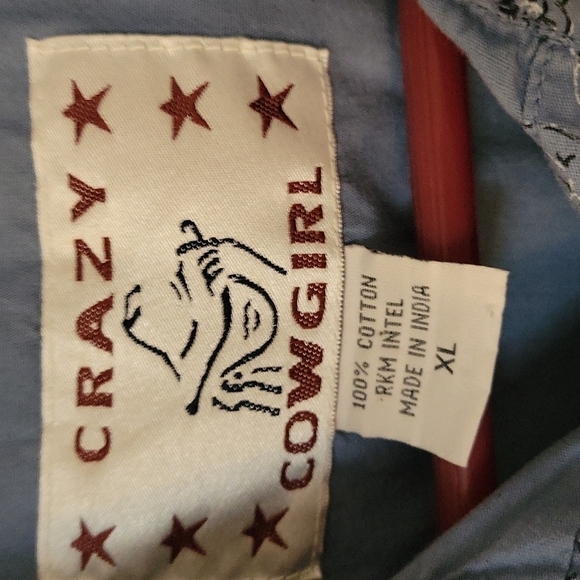 CRAZY
COWGIRL
100% COTTON
RKM INTEL
MADE IN INDIA
XL